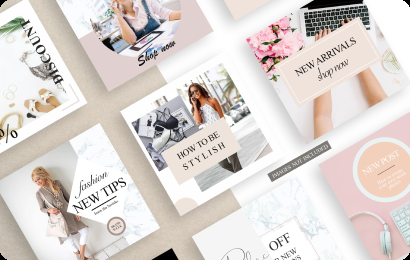 DISCOUNT
%
Shop now
NEW ARRIVALS
shop now
HOW TO BE
STYLISH
fashion
NEW TIPS
IMAGES NOT INCLUDED
NEW POST
OFF
NEW